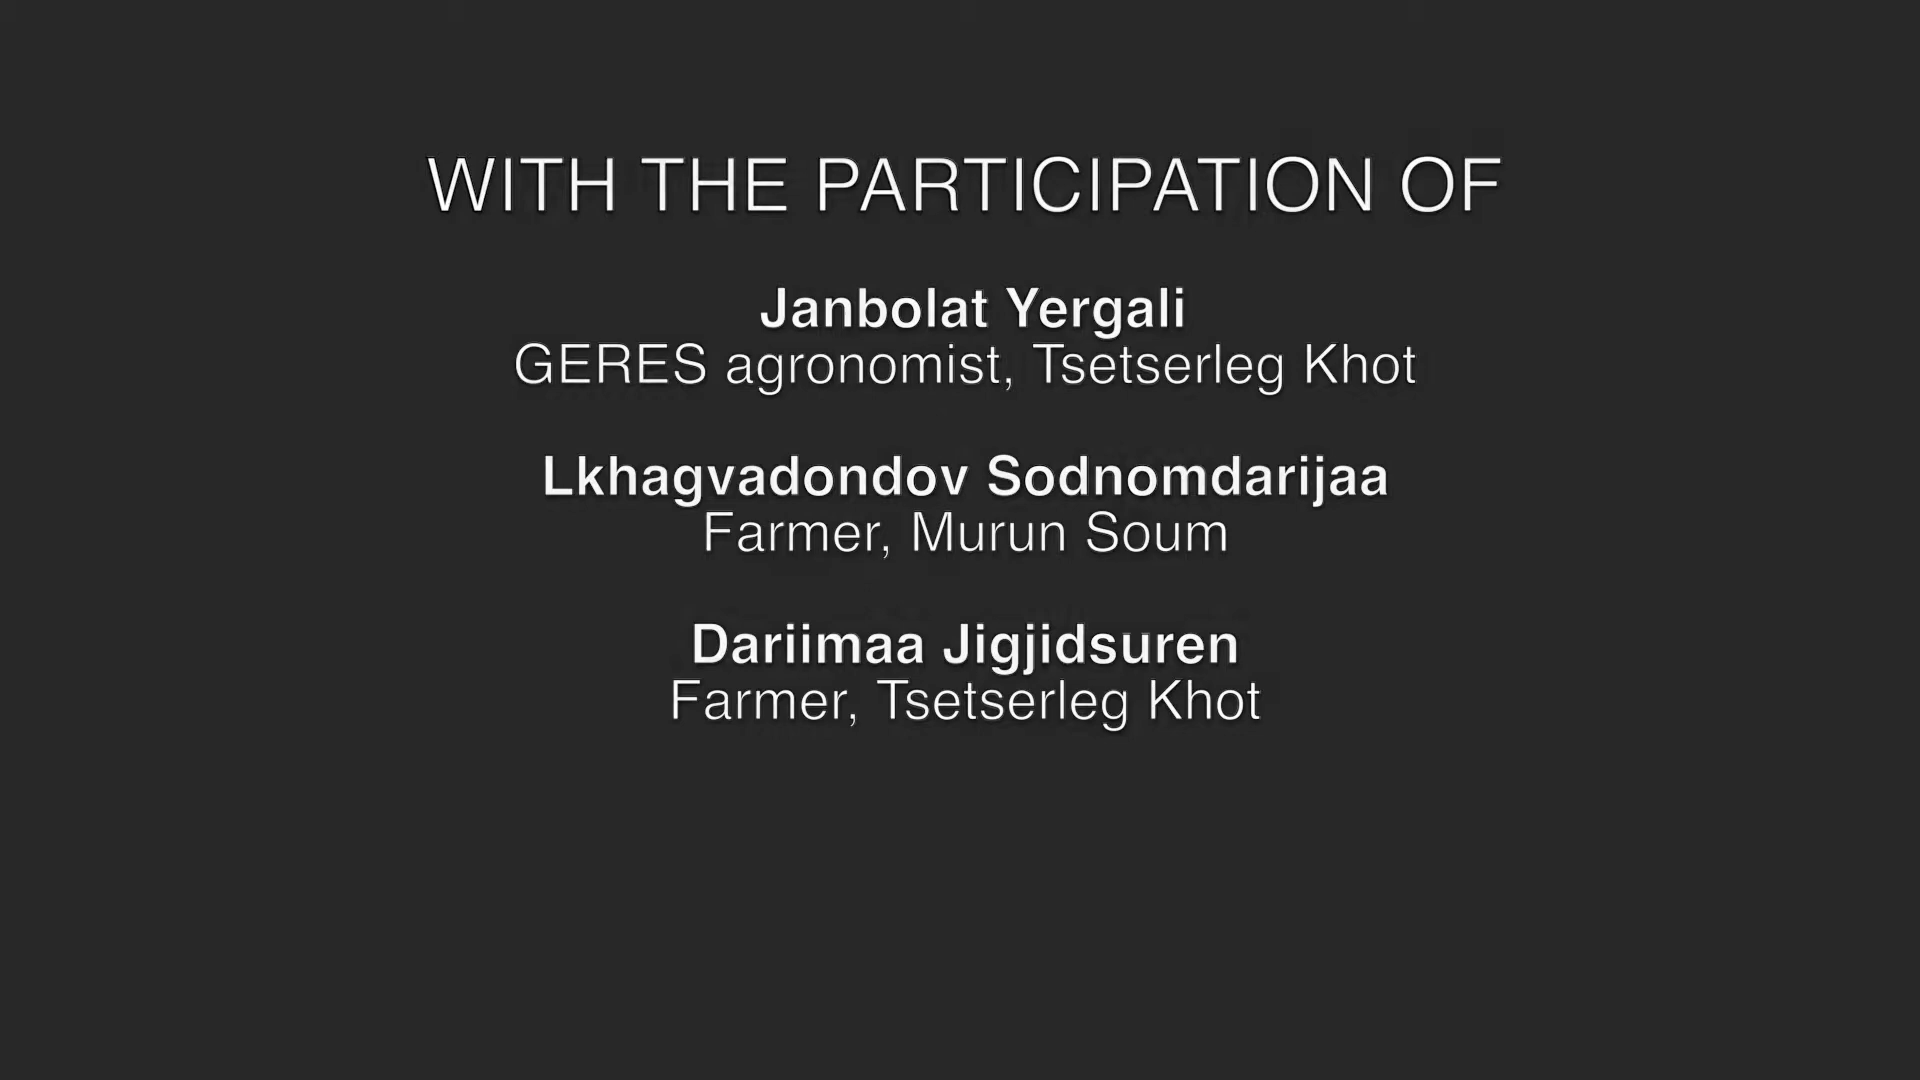 WITH THE PARTICIPATION OF
Janbolat Yergali
GERES agronomist, Tsetserleg Khot
Lkhagvadondov Sodnomdarijaa
Farmer, Murun Soum
Dariimaa Jigjidsuren
Farmer, Tsetserleg Khot